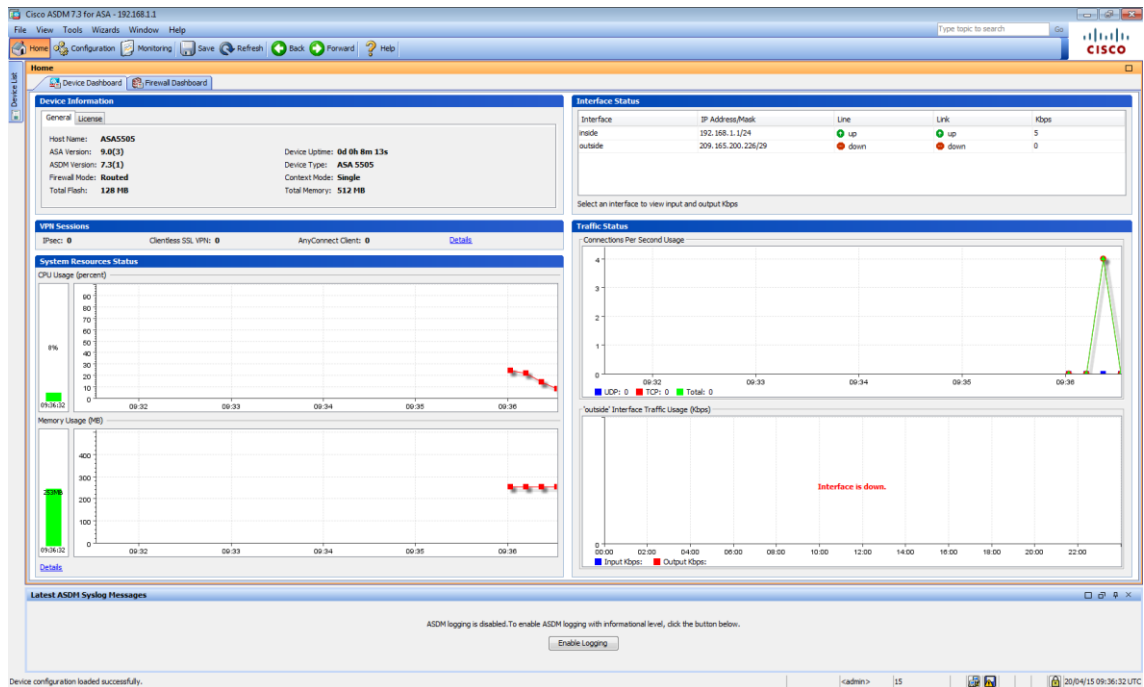 Cisco ASDM 7.3 for ASA - 192.168.1.1
File View Tools Wizards Window Help
Type topic to search Go
Home Configuration Monitoring Save Refresh Back Forward Help
CISCO
Device List
Home
Device Dashboard Firewall Dashboard
Device Information
General License
Host Name: ASA5505
ASA Version: 9.0(3) Device Uptime: 0d 0h 8m 13s
ASDM Version: 7.3(1) Device Type: ASA 5505
Firewall Mode: Routed Context Mode: Single
Total Flash: 128 MB Total Memory: 512 MB
Interface Status
Interface IP Address/Mask Line Link Kbps
inside 192.168.1.1/24 up up 5
outside 209.165.200.226/29 down down 0
Select an interface to view input and output Kbps
VPN Sessions
IPsec: 0 Clientless SSL VPN: 0 AnyConnect Client: 0 Details
System Resources Status
CPU Usage (percent)
90
80
70
60
50
40
30
20
10
0
8%
09:36:32
09:32 09:33 09:34 09:35 09:36
Memory Usage (MB)
400
300
200
100
0
253MB
09:36:32
09:32 09:33 09:34 09:35 09:36
Details
Traffic Status
Connections Per Second Usage
4
3
2
1
0
09:32 09:33 09:34 09:35 09:36
UDP: 0 TCP: 0 Total: 0
'outside' Interface Traffic Usage (Kbps)
Interface is down.
0
00:00 02:00 04:00 06:00 08:00 10:00 12:00 14:00 16:00 18:00 20:00 22:00
Input Kbps: Output Kbps:
Latest ASDM Syslog Messages
ASDM logging is disabled.To enable ASDM logging with informational level, click the button below.
Enable Logging
Device configuration loaded successfully. <admin> 15 20/04/15 09:36:32 UTC